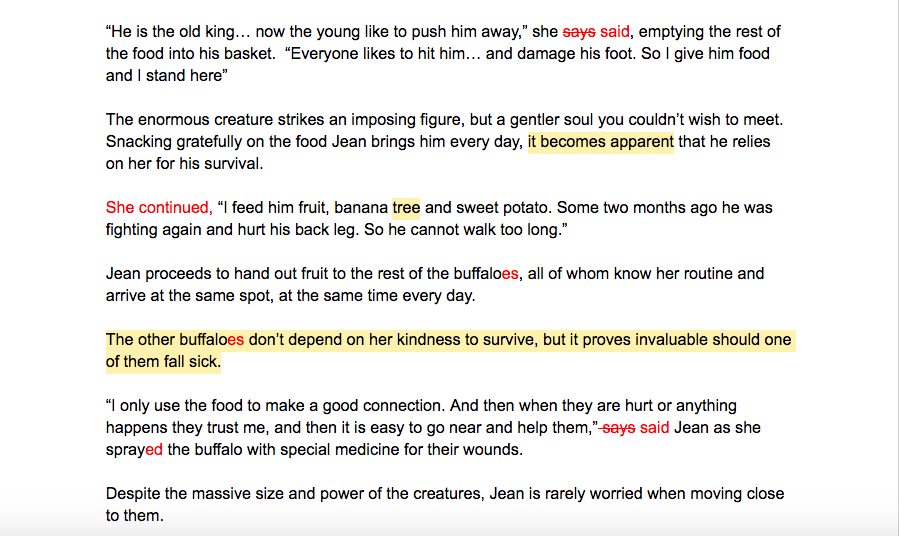 “He is the old king… now the young like to push him away,” she says said, emptying the rest of
the food into his basket.  “Everyone likes to hit him… and damage his foot. So I give him food
and I stand here”
The enormous creature strikes an imposing figure, but a gentler soul you couldn’t wish to meet.
Snacking gratefully on the food Jean brings him every day, it becomes apparent that he relies
on her for his survival.
She continued, “I feed him fruit, banana tree and sweet potato. Some two months ago he was
fighting again and hurt his back leg. So he cannot walk too long.”
Jean proceeds to hand out fruit to the rest of the buffaloes, all of whom know her routine and
arrive at the same spot, at the same time every day.
The other buffaloes don’t depend on her kindness to survive, but it proves invaluable should one
of them fall sick.
“I only use the food to make a good connection. And then when they are hurt or anything
happens they trust me, and then it is easy to go near and help them,” says said Jean as she
sprayed the buffalo with special medicine for their wounds.
Despite the massive size and power of the creatures, Jean is rarely worried when moving close
to them.